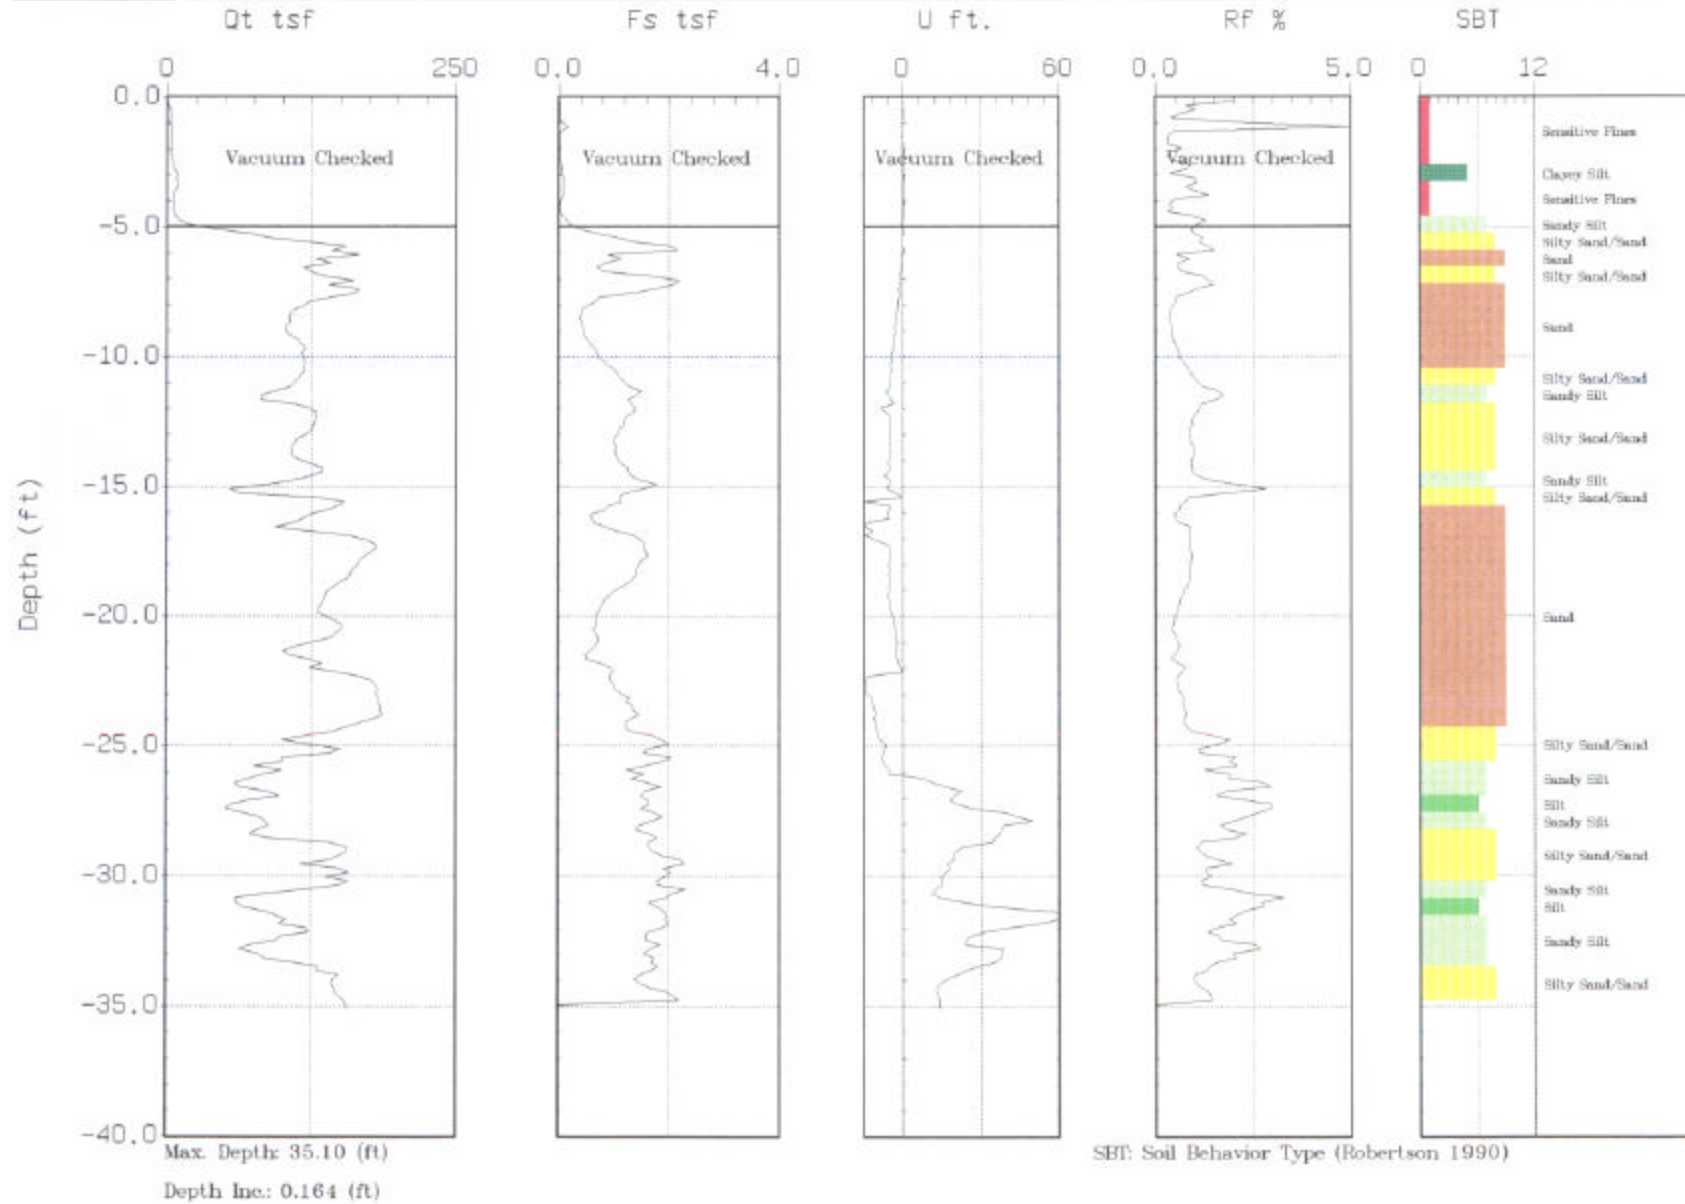 Qt tsf Fs tsf U ft. Rf % SBT
0 250 0.0 4.0 0 60 0.0 5.0 0 12
0.0
Sensitive Fines
Vacuum Checked Vacuum Checked Vacuum Checked Vacuum Checked
Clayey Silt
Sensitive Fines
-5.0 Sandy Silt
Silty Sand/Sand
Sand
Silty Sand/Sand
Sand
-10.0
Silty Sand/Sand
Sandy Silt
Silty Sand/Sand
Sandy Silt
-15.0
Silty Sand/Sand
Depth (ft)
-20.0 Sand
-25.0 Silty Sand/Sand
Sandy Silt
Silt
Sandy Silt
Silty Sand/Sand
-30.0
Sandy Silt
Silt
Sandy Silt
Silty Sand/Sand
-35.0
-40.0
Max. Depth: 35.10 (ft) SBT: Soil Behavior Type (Robertson 1990)
Depth Inc.: 0.164 (ft)